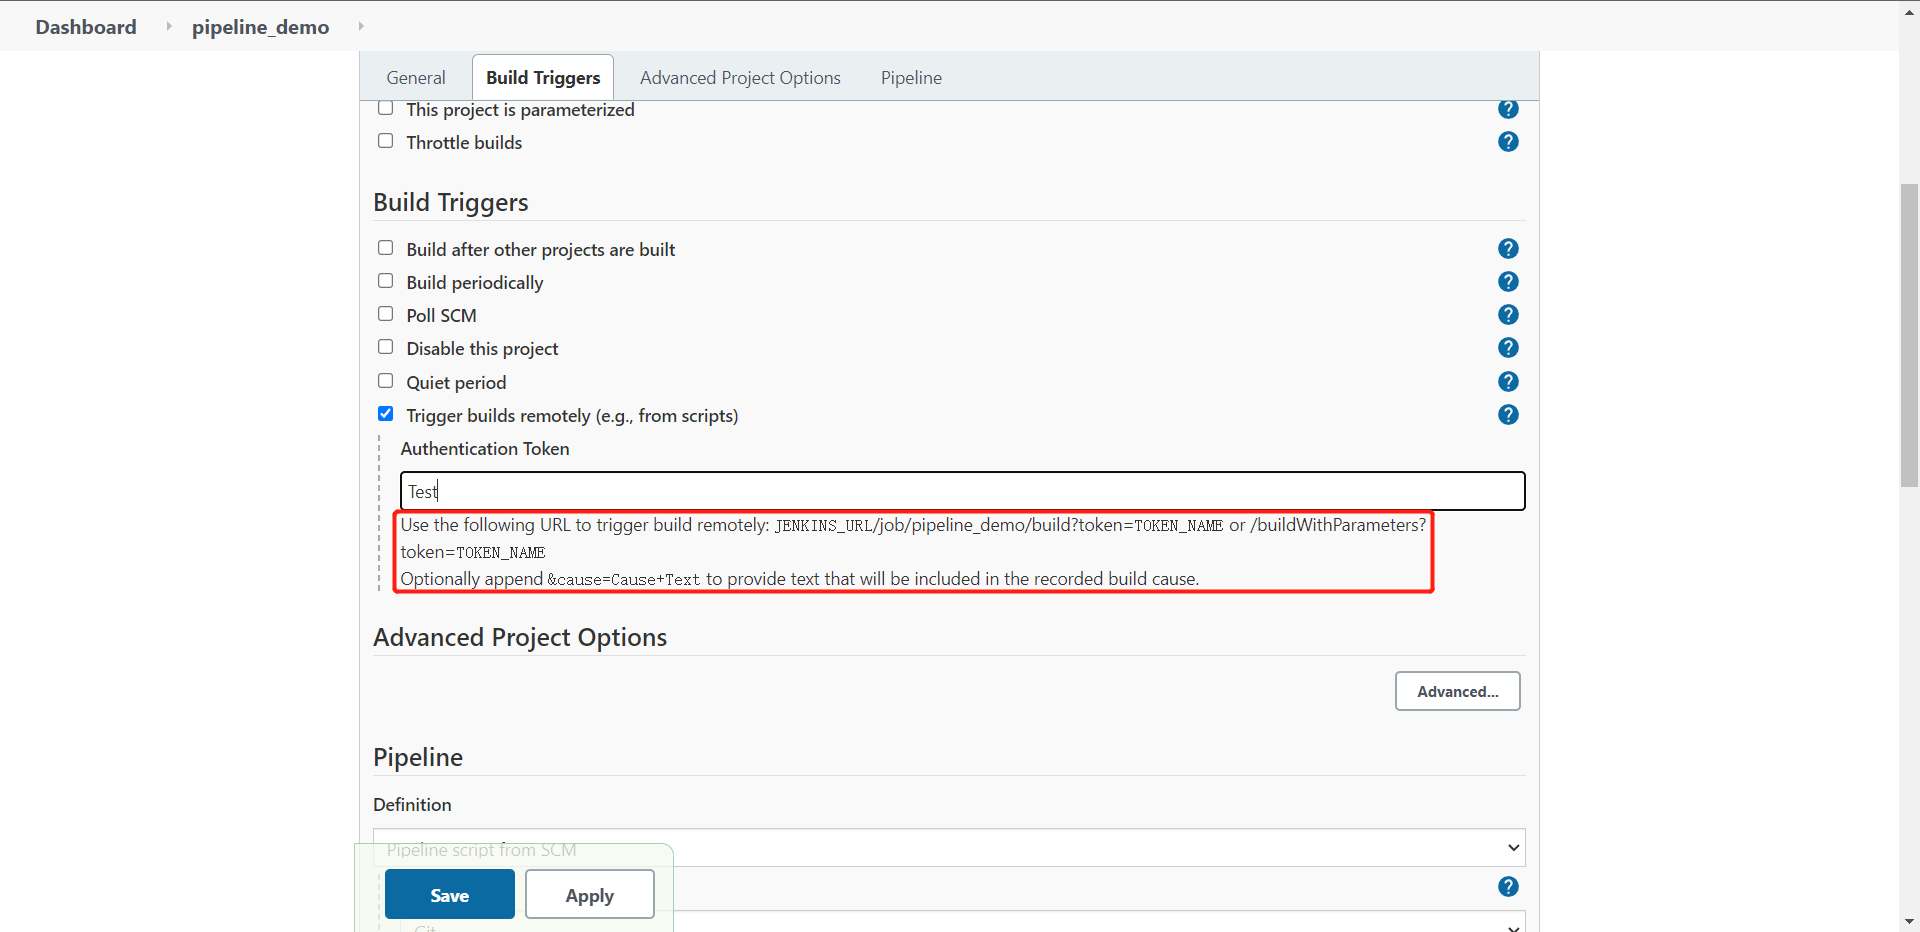 Dashboard pipeline_demo
General Build Triggers Advanced Project Options Pipeline
This project is parameterized
Throttle builds
Build Triggers
Build after other projects are built
Build periodically
Poll SCM
Disable this project
Quiet period
Trigger builds remotely (e.g., from scripts)
Authentication Token
Test
Use the following URL to trigger build remotely: JENKINS_URL/job/pipeline_demo/build?token=TOKEN_NAME or /buildWithParameters?
token=TOKEN_NAME
Optionally append &cause=Cause+Text to provide text that will be included in the recorded build cause.
Advanced Project Options
Advanced...
Pipeline
Definition
Pipeline script from SCM
Save Apply
Git